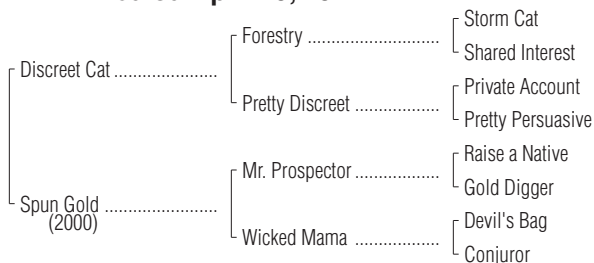 Storm Cat
Forestry
Shared Interest
Discreet Cat
Private Account
Pretty Discreet
Pretty Persuasive
Raise a Native
Mr. Prospector
Gold Digger
Spun Gold
(2000)
Devil's Bag
Wicked Mama
Conjuror